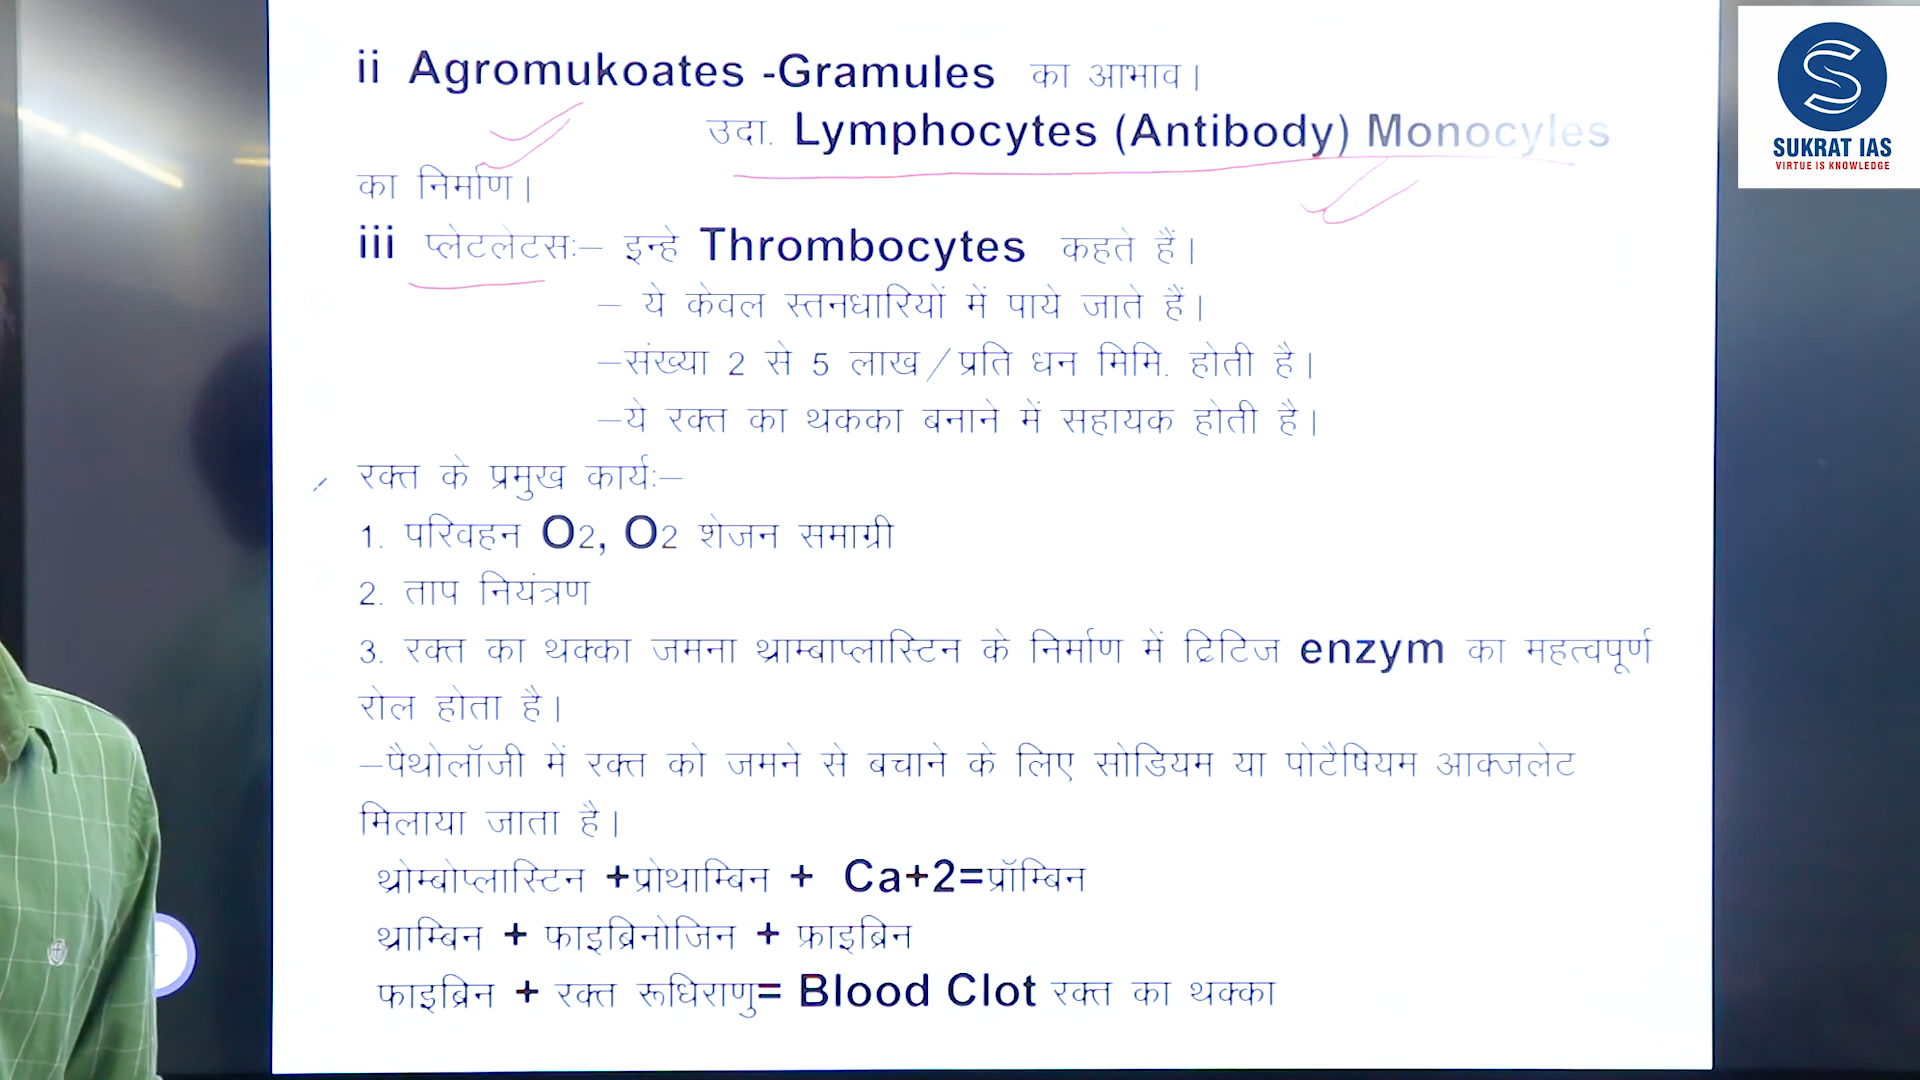 ii Agromukoates -Gramules का आभाव।
उदा. Lymphocytes (Antibody) Monocyles
का निर्माण।
iii प्लेटलेटस:– इन्हे Thrombocytes कहते हैं।
– ये केवल स्तनधारियों में पाये जाते हैं।
–संख्या 2 से 5 लाख/प्रति धन मिमि. होती है।
–ये रक्त का थकका बनाने में सहायक होती है।
रक्त के प्रमुख कार्य:–
1. परिवहन O2, O2 शेजन समाग्री
2. ताप नियंत्रण
3. रक्त का थक्का जमना थ्राम्बाप्लास्टिन के निर्माण में ट्रिटिज enzym का महत्वपूर्ण
रोल होता है।
–पैथोलॉजी में रक्त को जमने से बचाने के लिए सोडियम या पोटैषियम आक्जलेट
मिलाया जाता है।
थ्रोम्बोप्लास्टिन +प्रोथाम्बिन + Ca+2=प्रॉम्बिन
थ्राम्बिन + फाइब्रिनोजिन + फ्राइब्रिन
फाइब्रिन + रक्त रूधिराणु= Blood Clot रक्त का थक्का
SUKRAT IAS
VIRTUE IS KNOWLEDGE